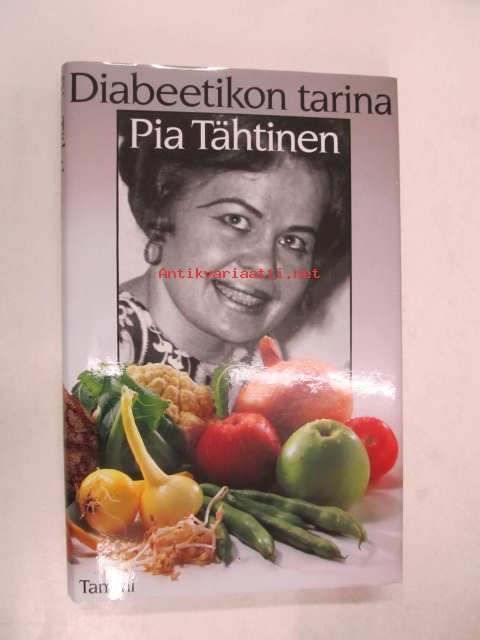 Diabeetikon tarina
Pia Tähtinen
Antikvariaatti.net